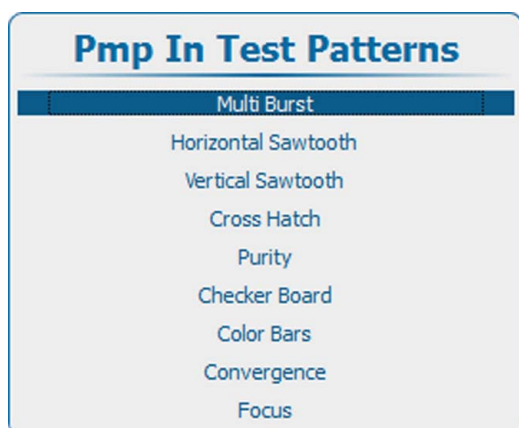 Pmp In Test Patterns
Multi Burst
Horizontal Sawtooth
Vertical Sawtooth
Cross Hatch
Purity
Checker Board
Color Bars
Convergence
Focus